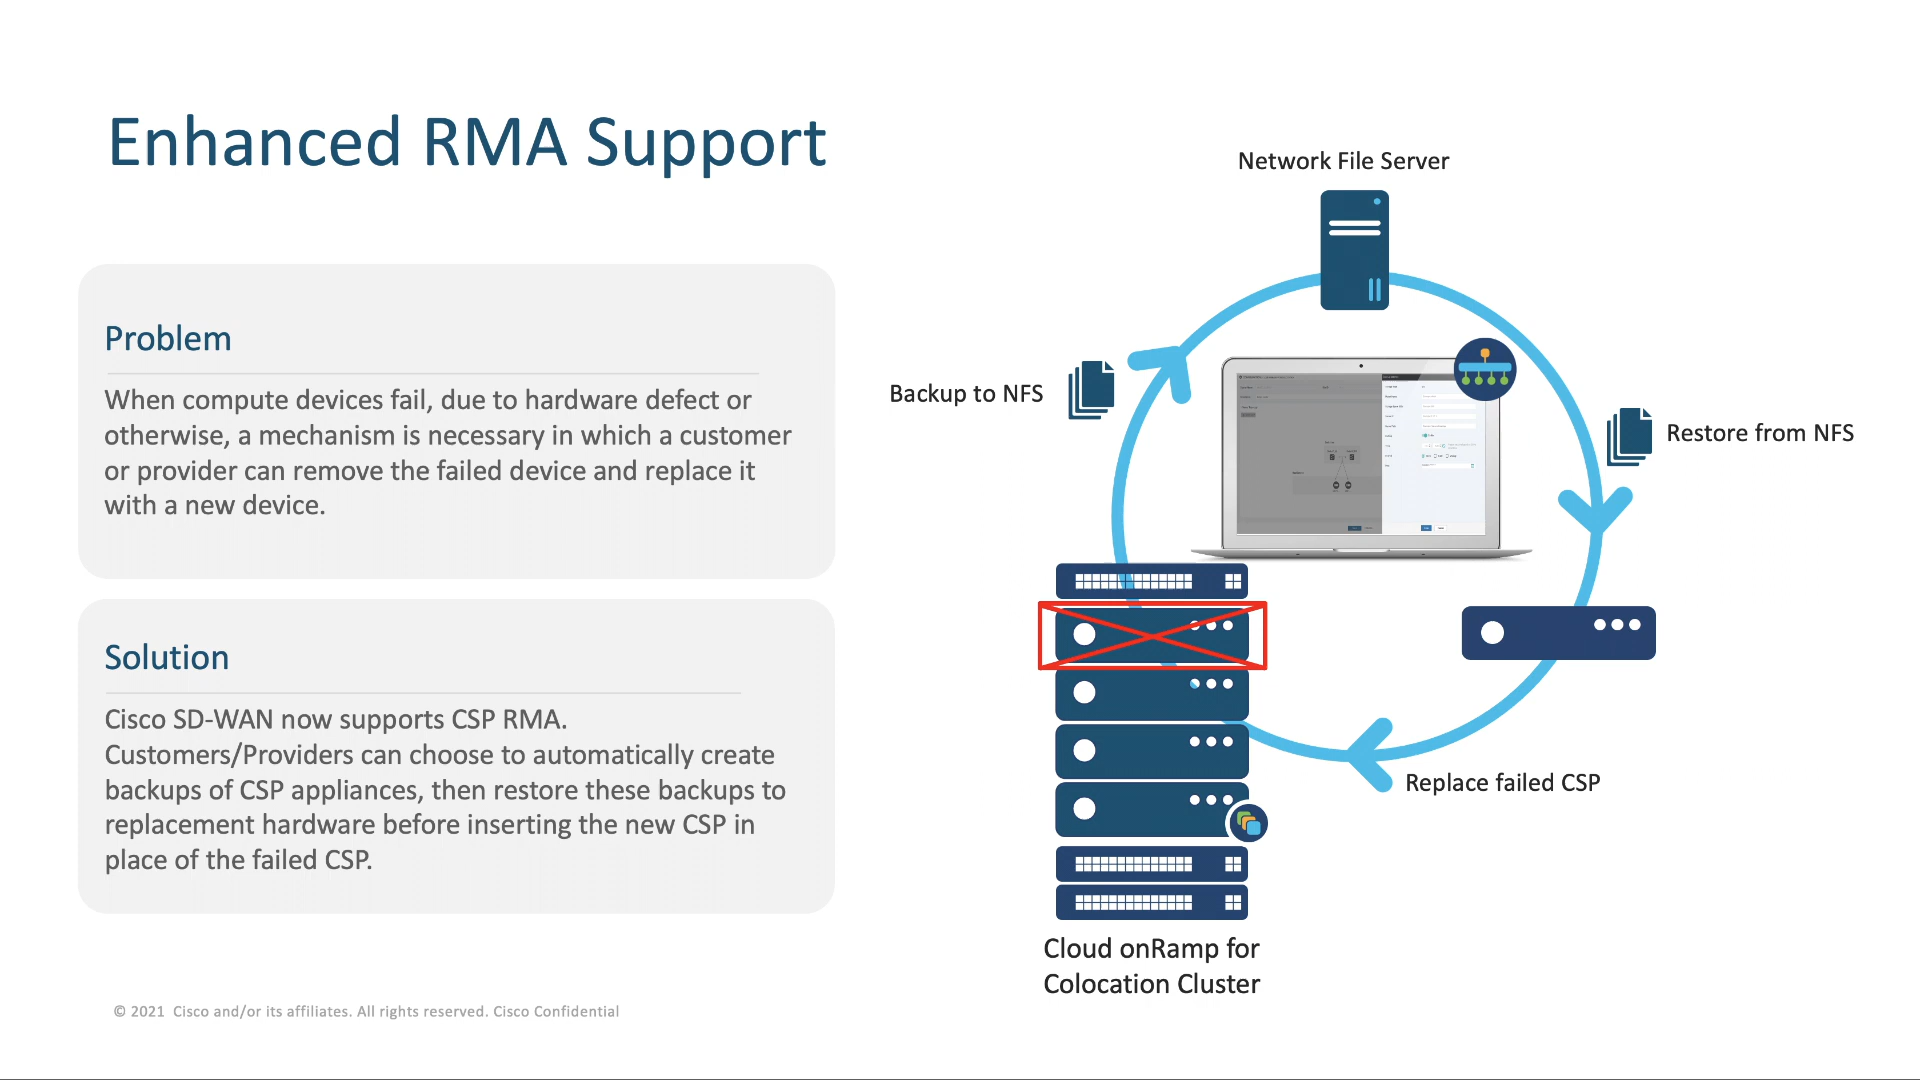 Enhanced RMA Support
Network File Server
Problem
When compute devices fail, due to hardware defect or
otherwise, a mechanism is necessary in which a customer
or provider can remove the failed device and replace it
with a new device.
Backup to NFS
Restore from NFS
Solution
Cisco SD-WAN now supports CSP RMA.
Customers/Providers can choose to automatically create
backups of CSP appliances, then restore these backups to
replacement hardware before inserting the new CSP in
place of the failed CSP.
Replace failed CSP
Cloud onRamp for
Colocation Cluster
© 2021 Cisco and/or its affiliates. All rights reserved. Cisco Confidential